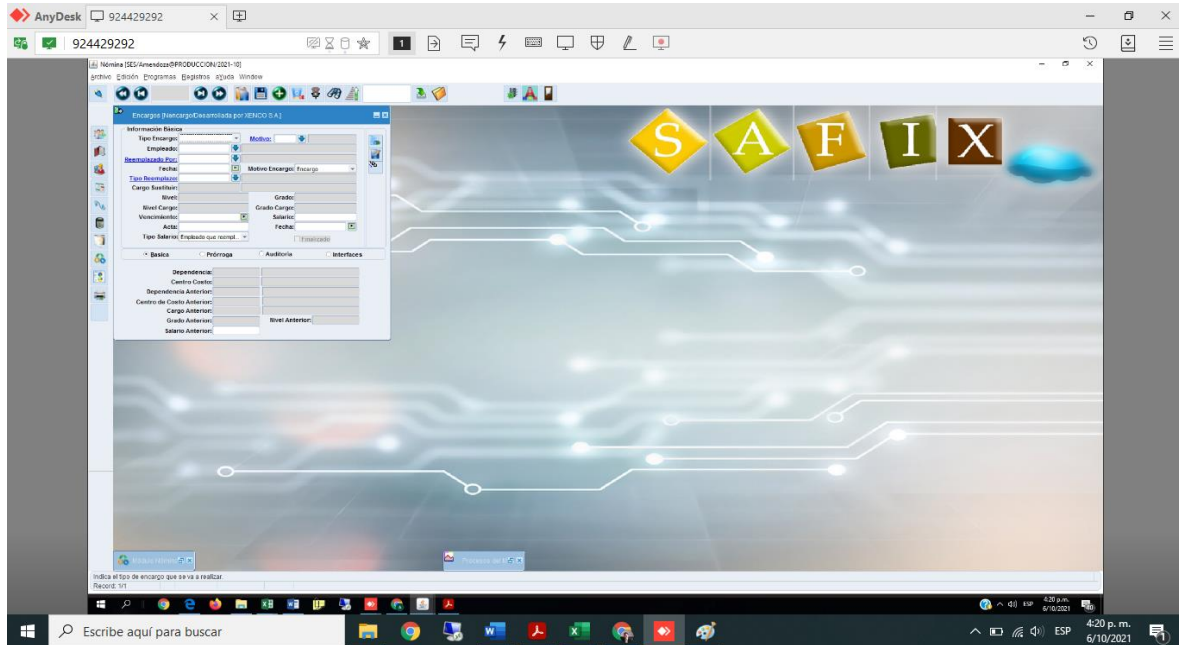 AnyDesk 924429292
924429292 1
Nómina [SES/Amendoza@PRODUCCION/2021-10]
Archivo Edición Programas Registros ayuda Window
Encargos [Nencargo/Desarrollada por XENCO S.A.]
Información Básica
Tipo Encargo: Motivo:
Empleado:
Reemplazado Por:
Fecha: Motivo Encargo: Encargo
Tipo Reemplazo:
Cargo Sustituir:
Nivel: Grado:
Nivel Cargo: Grado Cargo:
Vencimiento: Salario:
Acta: Fecha:
Tipo Salario: Empleado que reempl... Finalizado
Basica Prórroga Auditoria Interfaces
Dependencia:
Centro Costo:
Dependencia Anterior:
Centro de Costo Anterior:
Cargo Anterior:
Grado Anterior: Nivel Anterior:
Salario Anterior:
SAFIX
Indica el tipo de encargo que se va a realizar.
Record: 1/1
ESP 4:20 p.m.
6/10/2021
Escribe aquí para buscar
ESP 4:20 p. m.
6/10/2021